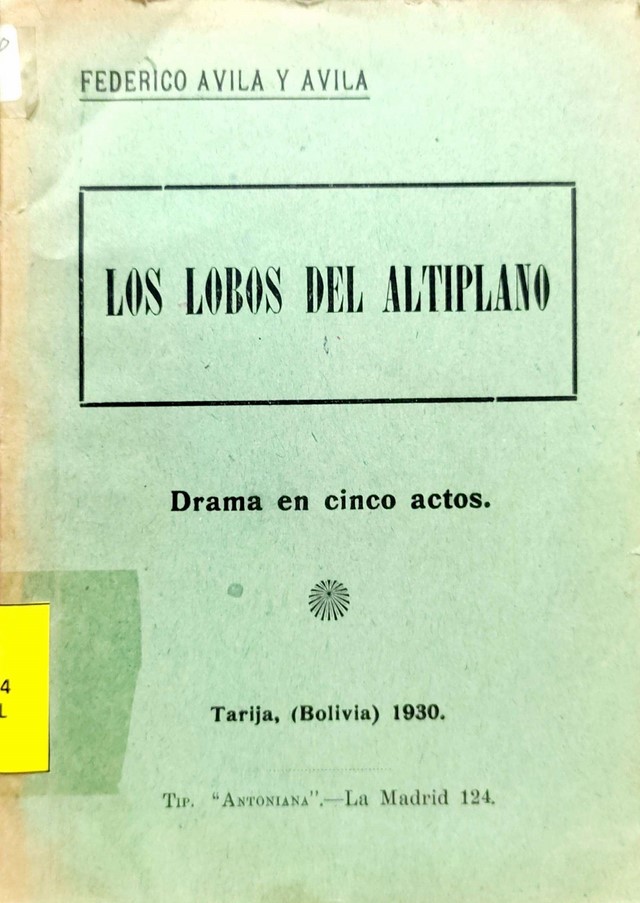 FEDERICO AVILA Y AVILA
LOS LOBOS DEL ALTIPLANO
Drama en cinco actos.
Tarija, (Bolivia) 1930.
Tip. "Antoniana".—La Madrid 124.
4
L